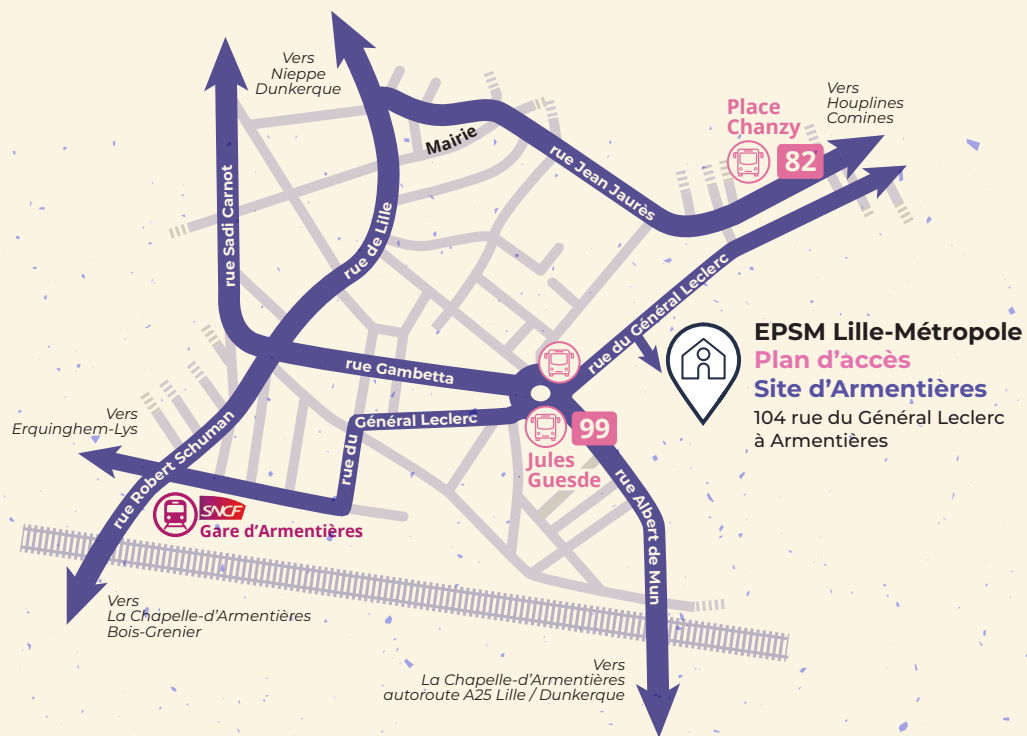 Vers
Nieppe
Dunkerque
Mairie
Place
Chanzy
82
Vers
Houplines
Comines
rue Jean Jaurès
rue Sadi Carnot
rue de Lille
rue du Général Leclerc
EPSM Lille-Métropole
Plan d’accès
Site d’Armentières
104 rue du Général Leclerc
à Armentières
rue Gambetta
Vers
Erquinghem-Lys
rue du
Général Leclerc
99
Jules
Guesde
rue Robert Schuman
SNCF
Gare d’Armentières
rue Albert de Mun
Vers
La Chapelle-d’Armentières
Bois-Grenier
Vers
La Chapelle-d’Armentières
autoroute A25 Lille / Dunkerque